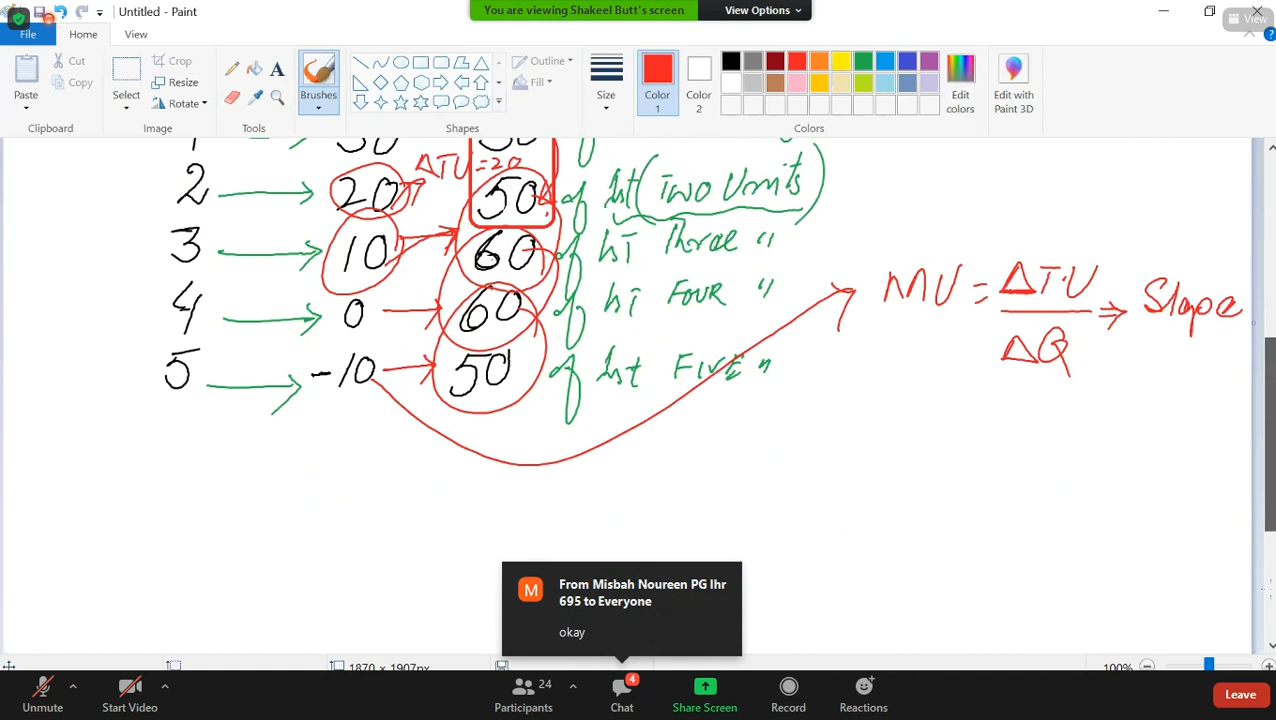 Untitled - Paint
You are viewing Shakeel Butt's screen
View Options
View
File
Home
View
Paste
Cut
Copy
Clipboard
Select
Crop
Resize
Rotate
Image
A
Tools
Brushes
Outline
Fill
Shapes
Size
Color
1
Color
2
Edit
colors
Edit with
Paint 3D
Colors
ΔTU =20
2 20 50 of 1st (Two Units)
3 10 60 of 1st Three "
4 0 60 of 1st FOUR "
5 -10 50 of 1st FIVE "
MU = ΔTU/ΔQ ⇒ Slope
M
From Misbah Noureen PG lhr
695 to Everyone
okay
1870 × 1907px
100%
Unmute
Start Video
24
Participants
4
Chat
Share Screen
Record
Reactions
Leave